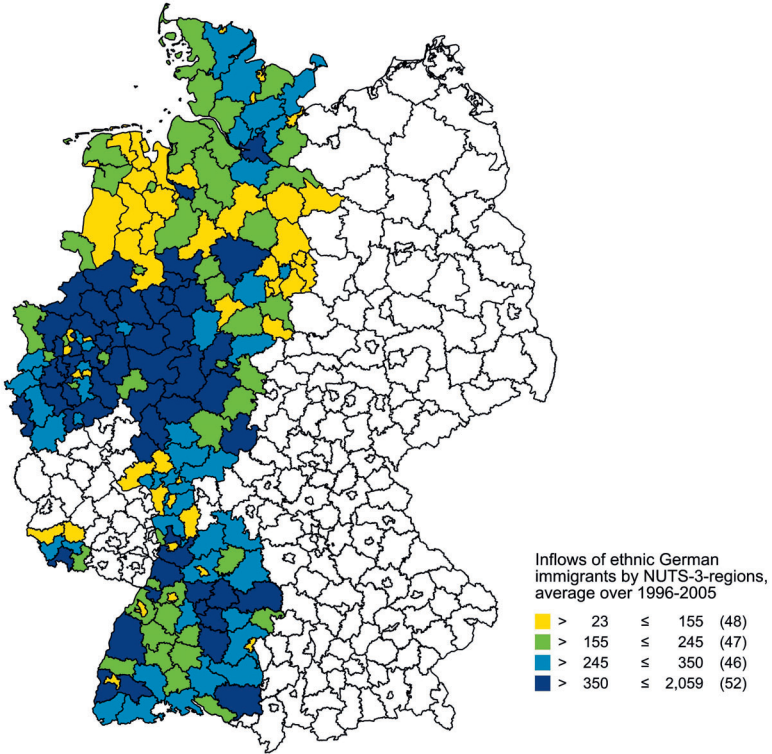 Inflows of ethnic German
immigrants by NUTS-3-regions,
average over 1996-2005
> 23 ≤ 155 (48)
> 155 ≤ 245 (47)
> 245 ≤ 350 (46)
> 350 ≤ 2,059 (52)